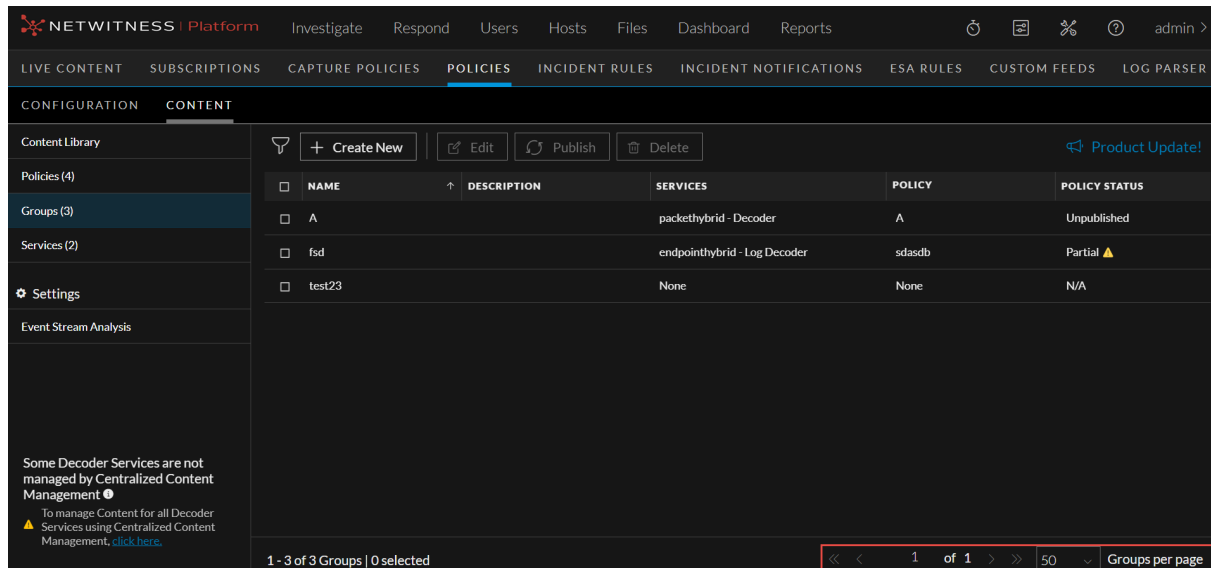 NETWITNESS | Platform Investigate Respond Users Hosts Files Dashboard Reports admin >
LIVE CONTENT SUBSCRIPTIONS CAPTURE POLICIES POLICIES INCIDENT RULES INCIDENT NOTIFICATIONS ESA RULES CUSTOM FEEDS LOG PARSER
CONFIGURATION CONTENT
Content Library
Policies (4)
Groups (3)
Services (2)
Settings
Event Stream Analysis
Some Decoder Services are not
managed by Centralized Content
Management
To manage Content for all Decoder
Services using Centralized Content
Management, click here.
+ Create New Edit Publish Delete Product Update!
NAME ↑ DESCRIPTION SERVICES POLICY POLICY STATUS
A packethybrid - Decoder A Unpublished
fsd endpointhybrid - Log Decoder sdasdb Partial
test23 None None N/A
1 - 3 of 3 Groups | 0 selected << < 1 of 1 > >> 50 Groups per page